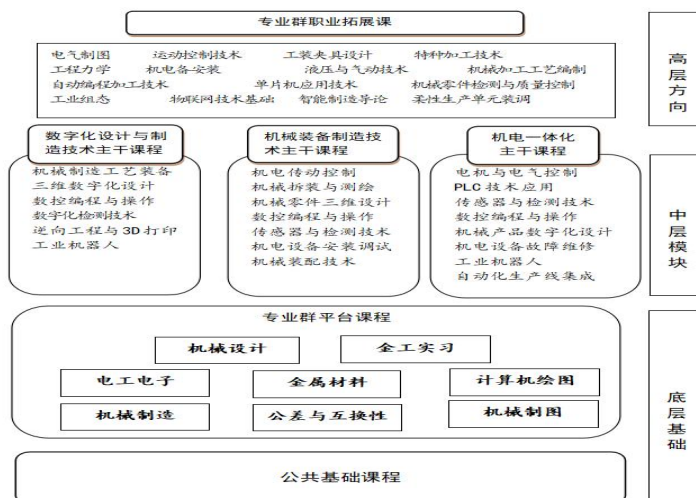 专业群职业拓展课
电气制图 运动控制技术 工装夹具设计 特种加工技术
工程力学 机电备安装 液压与气动技术 机械加工工艺编制
自动编程加工技术 单片机应用技术 机械零件检测与质量控制
工业组态 物联网技术基础 智能制造导论 柔性生产单元装调
高层方向
数字化设计与制
造技术主干课程
机械制造工艺装备
三维数字化设计
数控编程与操作
数字化检测技术
逆向工程与3D打印
工业机器人
机械装备制造技
术主干课程
机电传动控制
机械拆装与测绘
机械零件三维设计
数控编程与操作
传感器与检测技术
机电设备安装调试
机械装配技术
机电一体化
主干课程
电机与电气控制
PLC技术应用
传感器与检测技术
数控编程与操作
机械产品数字化设计
机电设备故障维修
工业机器人
自动化生产线集成
中层模块
专业群平台课程
机械设计 金工实习
电工电子 金属材料 计算机绘图
机械制造 公差与互换性 机械制图
底层基础
公共基础课程